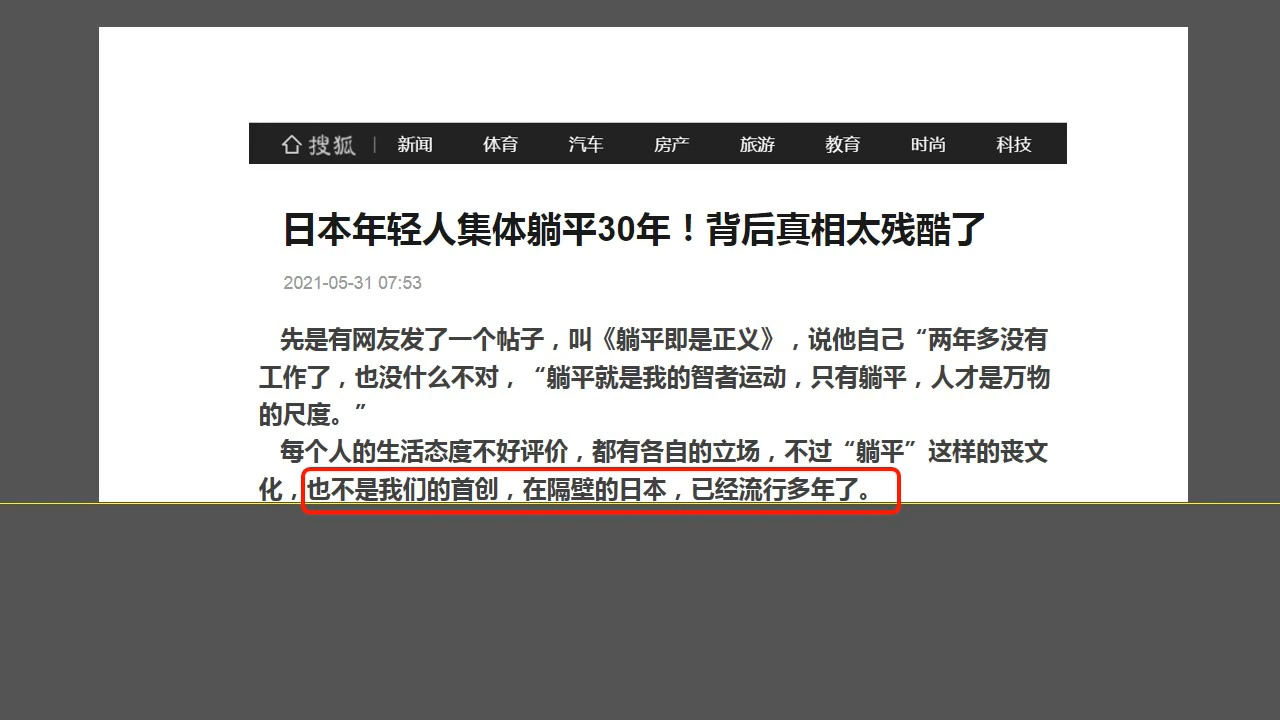 搜狐 | 新闻 体育 汽车 房产 旅游 教育 时尚 科技
日本年轻人集体躺平30年！背后真相太残酷了
2021-05-31 07:53
先是有网友发了一个帖子，叫《躺平即是正义》，说他自己“两年多没有
工作了，也没什么不对，“躺平就是我的智者运动，只有躺平，人才是万物
的尺度。”
每个人的生活态度不好评价，都有各自的立场，不过“躺平”这样的丧文
化，也不是我们的首创，在隔壁的日本，已经流行多年了。